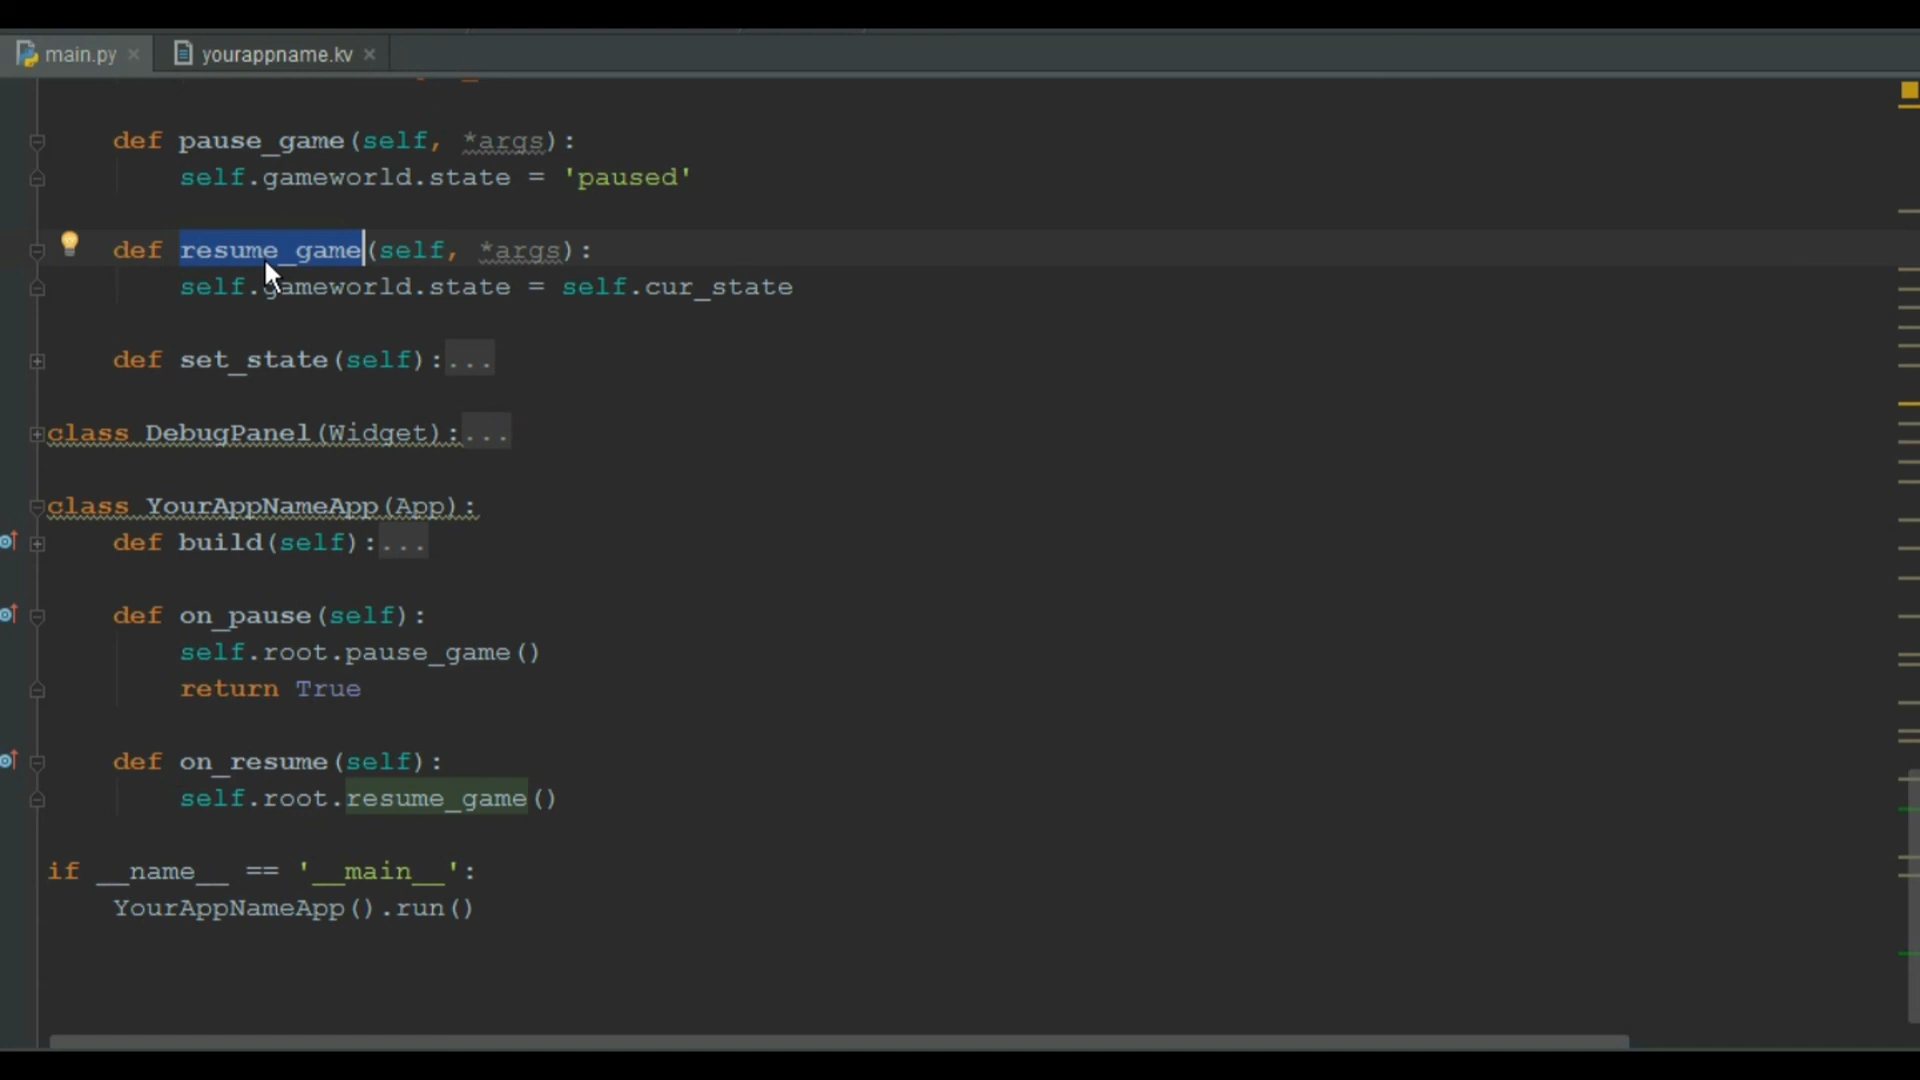 main.py
yourappname.kv
def pause_game(self, *args):
self.gameworld.state = 'paused'
def resume_game(self, *args):
self.gameworld.state = self.cur_state
def set_state(self):...
class DebugPanel(Widget):...
class YourAppNameApp(App):
def build(self):...
def on_pause(self):
self.root.pause_game()
return True
def on_resume(self):
self.root.resume_game()
if __name__ == '__main__':
YourAppNameApp().run()